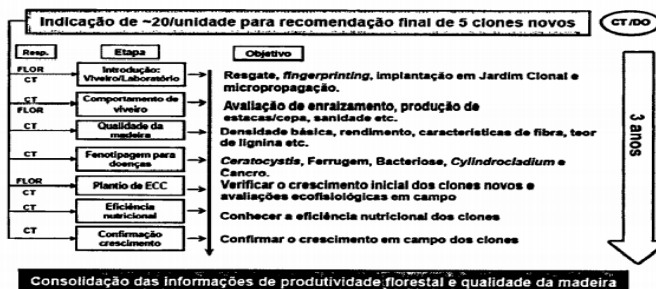 Indicação de ~20/unidade para recomendação final de 5 clones novos
CT/DO
Resp.
Etapa
Objetivo
FLOR
CT
Introdução:
Viveiro/Laboratório
Resgate, fingerprinting, implantação em Jardim Clonal e
micropropagação.
CT
FLOR
Comportamento de
viveiro
Avaliação de enraizamento, produção de
estacas/cepa, sanidade etc.
CT
Qualidade da
madeira
Densidade básica, rendimento, características de fibra, teor
de lignina etc.
CT
Fenotipagem para
doenças
Ceratocystis, Ferrugem, Bacteriose, Cylindrocladium e
Cancro.
FLOR
CT
Plantio de ECC
Verificar o crescimento inicial dos clones novos e
avaliações ecofisiológicas em campo
CT
Eficiência
nutricional
Conhecer a eficiência nutricional dos clones
CT
Confirmação
crescimento
Confirmar o crescimento em campo dos clones
3 anos
Consolidação das informações de produtividade florestal e qualidade da madeira